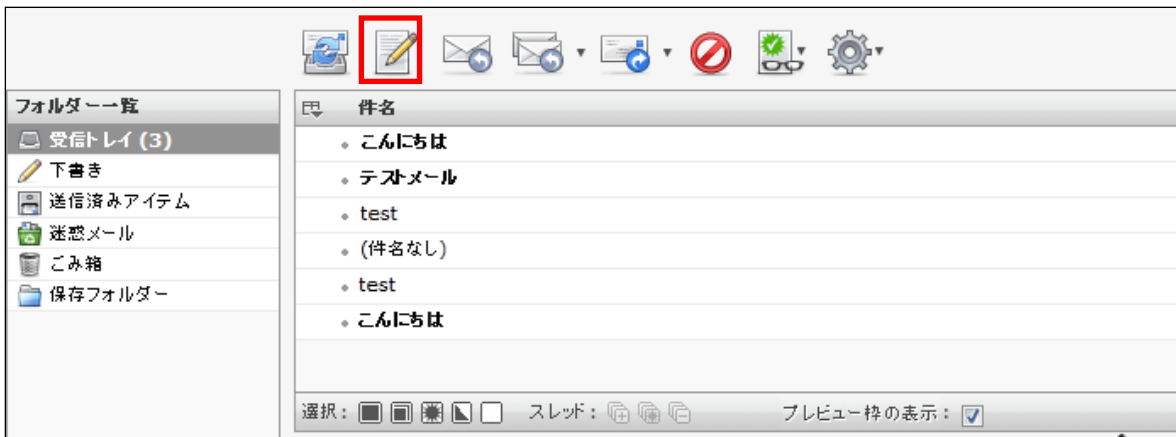 フォルダー一覧
受信トレイ (3)
下書き
送信済みアイテム
迷惑メール
ごみ箱
保存フォルダー
件名
こんにちは
テストメール
test
(件名なし)
test
こんにちは
選択： スレッド： プレビュー枠の表示：